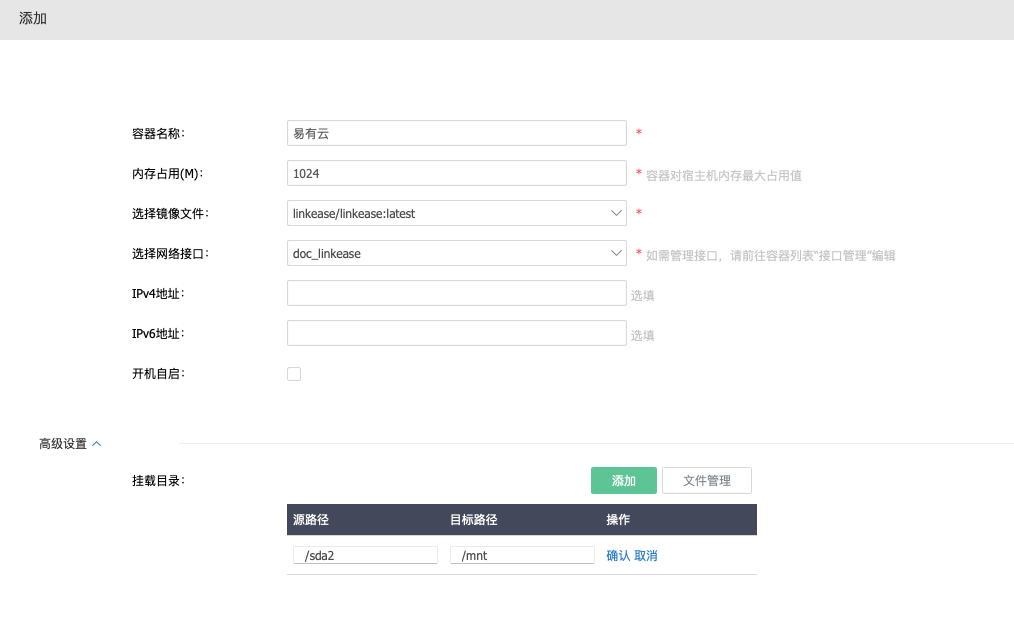 添加
容器名称： 易有云 *
内存占用(M)： 1024 * 容器对宿主机内存最大占用值
选择镜像文件： linkease/linkease:latest *
选择网络接口： doc_linkease * 如需管理接口，请前往容器列表"接口管理"编辑
IPv4地址： 选填
IPv6地址： 选填
开机自启：
高级设置
挂载目录： 添加 文件管理
源路径 目标路径 操作
/sda2 /mnt 确认 取消